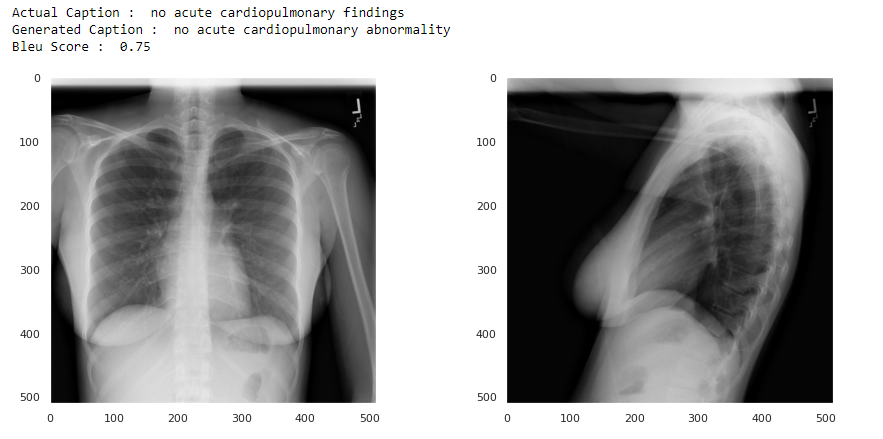 Actual Caption :  no acute cardiopulmonary findings
Generated Caption :  no acute cardiopulmonary abnormality
Bleu Score :  0.75
0
100
200
300
400
500
0 100 200 300 400 500
0
100
200
300
400
500
0 100 200 300 400 500
L
L